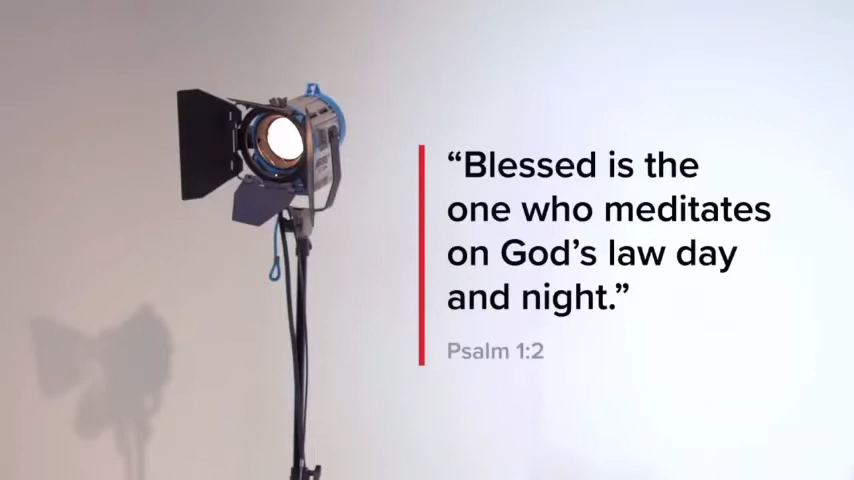 “Blessed is the
one who meditates
on God’s law day
and night.”
Psalm 1:2